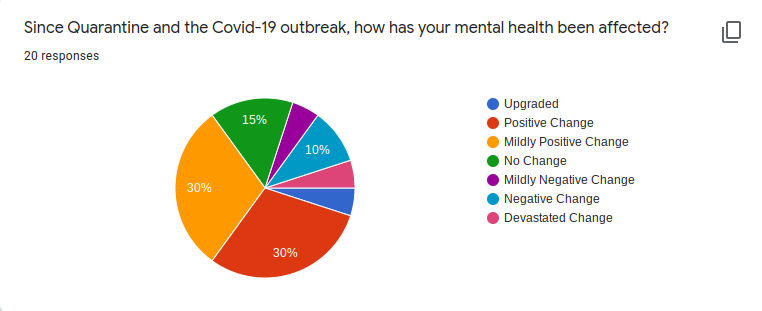 Since Quarantine and the Covid-19 outbreak, how has your mental health been affected?
20 responses
15%
10%
30%
30%
Upgraded
Positive Change
Mildly Positive Change
No Change
Mildly Negative Change
Negative Change
Devastated Change